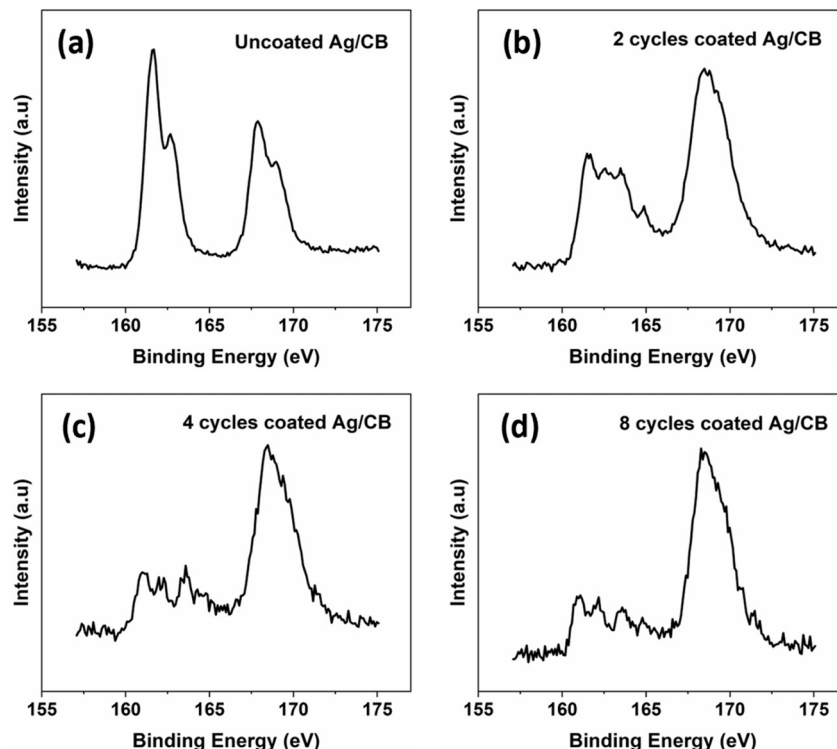 (a)
Uncoated Ag/CB
Intensity (a.u)
155 160 165 170 175
Binding Energy (eV)
(b)
2 cycles coated Ag/CB
Intensity (a.u)
155 160 165 170 175
Binding Energy (eV)
(c)
4 cycles coated Ag/CB
Intensity (a.u)
155 160 165 170 175
Binding Energy (eV)
(d)
8 cycles coated Ag/CB
Intensity (a.u)
155 160 165 170 175
Binding Energy (eV)